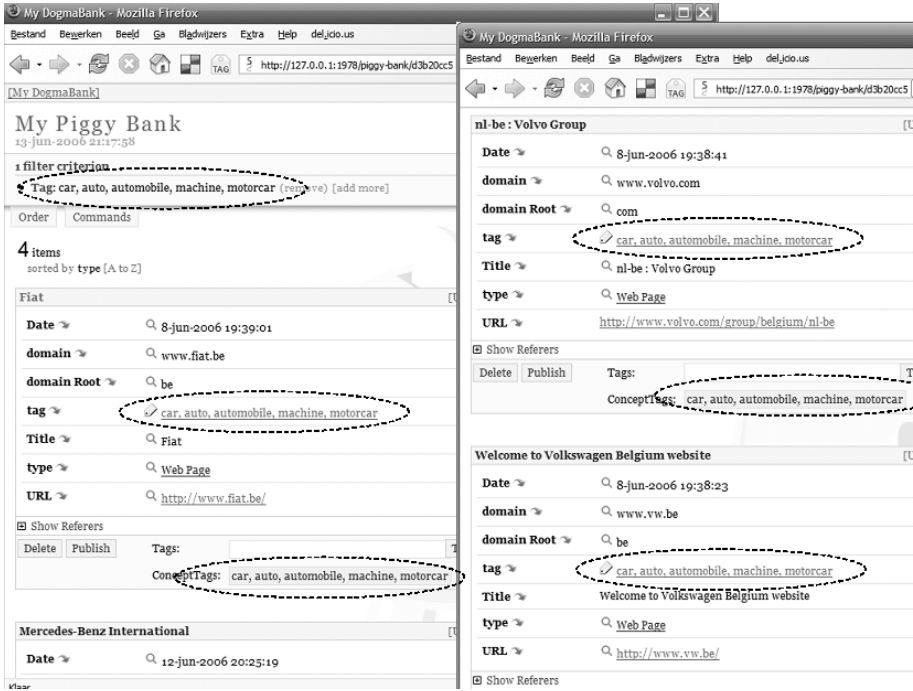 My DogmaBank - Mozilla Firefox
Bestand Bewerken Beeld Ga Bladwijzers Extra Help del.icio.us
TAG http://127.0.0.1:1978/piggy-bank/d3b20cc5
[My DogmaBank]
My Piggy Bank
13-jun-2006 21:17:58
1 filter criterion
Tag: car, auto, automobile, machine, motorcar (remove) [add more]
Order Commands
4 items
sorted by type [A to Z]
Fiat [U
Date 8-jun-2006 19:39:01
domain www.fiat.be
domain Root be
tag car, auto, automobile, machine, motorcar
Title Fiat
type Web Page
URL http://www.fiat.be/
Show Referers
Delete Publish Tags: T
ConceptTags: car, auto, automobile, machine, motorcar
Mercedes-Benz International [U
Date 12-jun-2006 20:25:19
Klaar
My DogmaBank - Mozilla Firefox
Bestand Bewerken Beeld Ga Bladwijzers Extra Help del.icio.us
TAG http://127.0.0.1:1978/piggy-bank/d3b20cc5
nl-be : Volvo Group [U
Date 8-jun-2006 19:38:41
domain www.volvo.com
domain Root com
tag car, auto, automobile, machine, motorcar
Title nl-be : Volvo Group
type Web Page
URL http://www.volvo.com/group/belgium/nl-be
Show Referers
Delete Publish Tags: T
ConceptTags: car, auto, automobile, machine, motorcar
Welcome to Volkswagen Belgium website [U
Date 8-jun-2006 19:38:23
domain www.vw.be
domain Root be
tag car, auto, automobile, machine, motorcar
Title Welcome to Volkswagen Belgium website
type Web Page
URL http://www.vw.be/
Show Referers